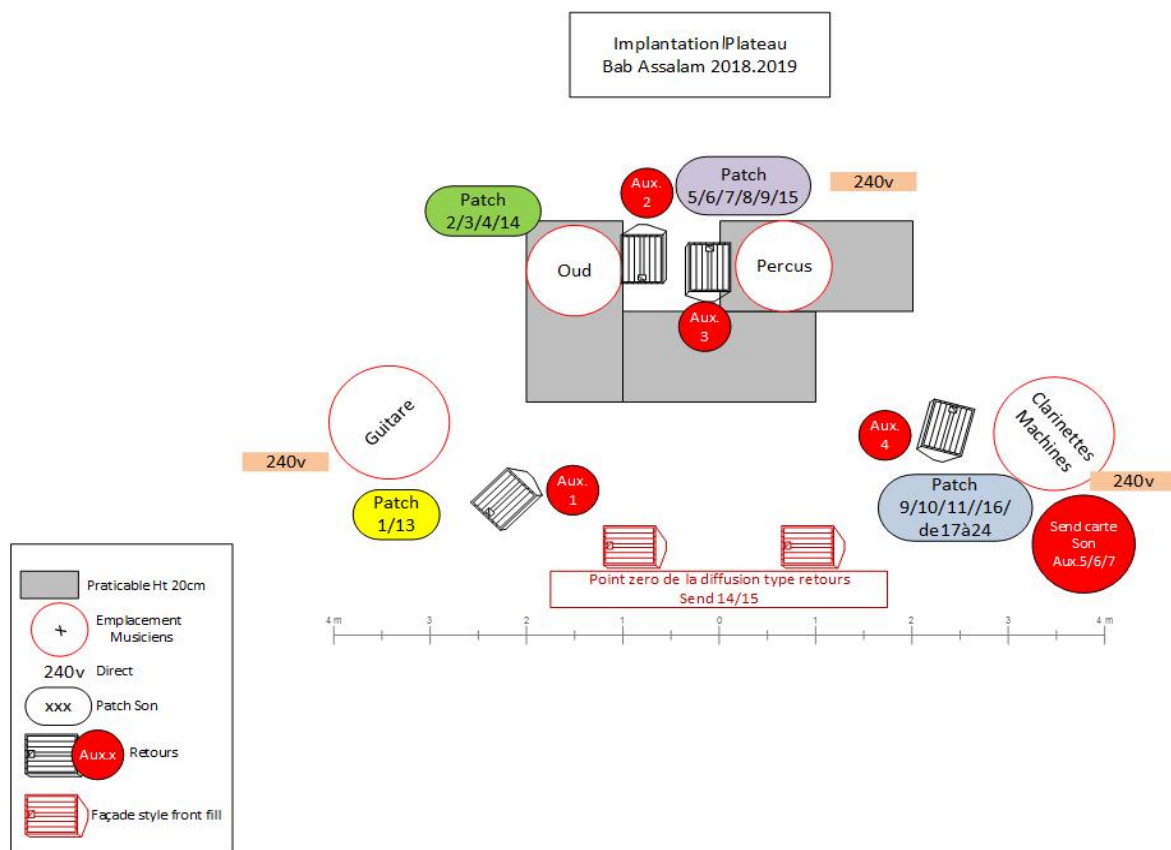 Implantation Plateau
Bab Assalam 2018.2019
Aux.
2
Patch
5/6/7/8/9/15
240v
Patch
2/3/4/14
Oud
Percus
Aux.
3
Guitare
Clarinettes
Machines
Aux.
4
240v
Patch
1/13
Aux.
1
Patch
9/10/11//16/
de17à24
240v
Send carte
Son
Aux.5/6/7
Point zero de la diffusion type retours
Send 14/15
4 m
3
2
1
0
1
2
3
4 m
Praticable Ht 20cm
x
Emplacement
Musiciens
240v Direct
xxx Patch Son
Aux.x Retours
Façade style front fill